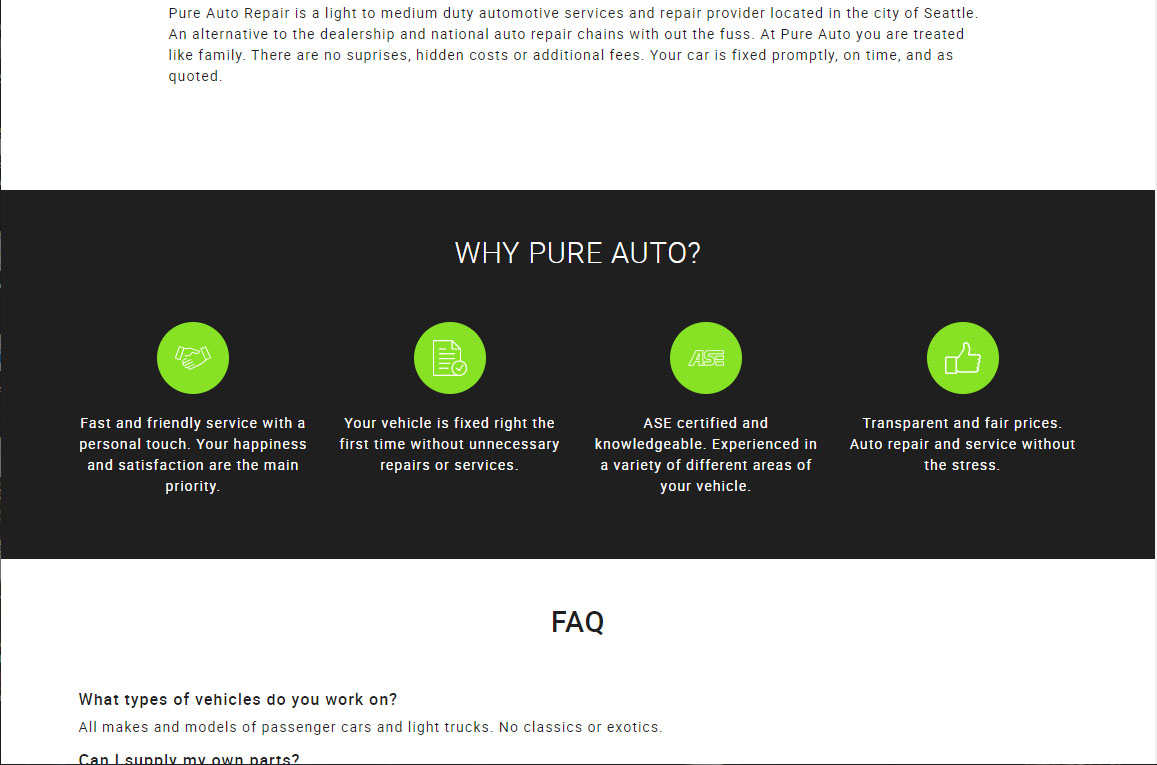 Pure Auto Repair is a light to medium duty automotive services and repair provider located in the city of Seattle.
An alternative to the dealership and national auto repair chains with out the fuss. At Pure Auto you are treated
like family. There are no suprises, hidden costs or additional fees. Your car is fixed promptly, on time, and as
quoted.
WHY PURE AUTO?
ASE
Fast and friendly service with a
personal touch. Your happiness
and satisfaction are the main
priority.
Your vehicle is fixed right the
first time without unnecessary
repairs or services.
ASE certified and
knowledgeable. Experienced in
a variety of different areas of
your vehicle.
Transparent and fair prices.
Auto repair and service without
the stress.
FAQ
What types of vehicles do you work on?
All makes and models of passenger cars and light trucks. No classics or exotics.
Can I supply my own parts?